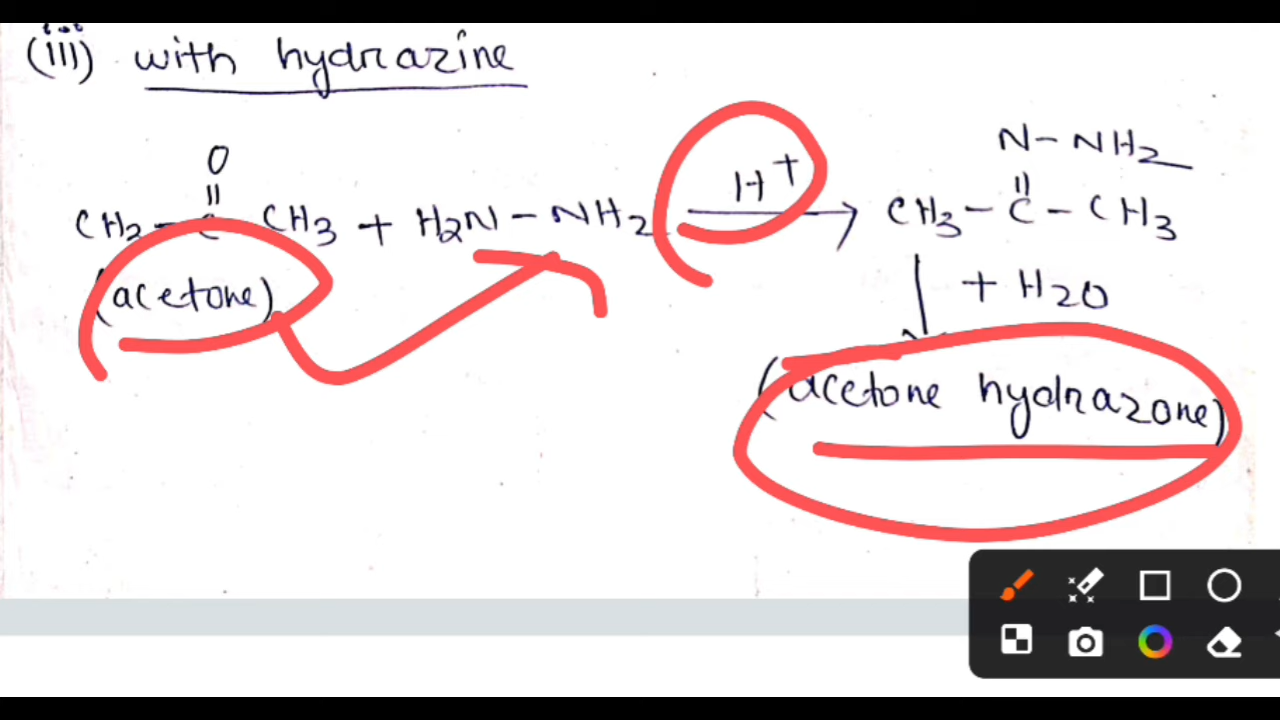 (iii) with hydrazine
O
||
CH3 – C – CH3 + H2N – NH2 H+ → CH3 – C – CH3
N – NH2
||
(acetone)
+ H2O
(acetone hydrazone)